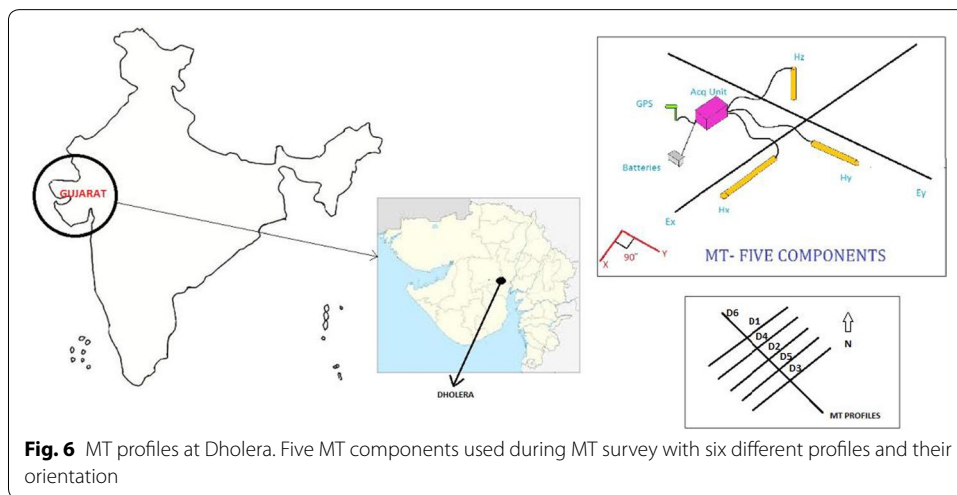 GUJARAT
DHOLERA
Hz
Acq Unit
GPS
Batteries
Hy
Ey
Ex
Hx
X
90°
Y
MT- FIVE COMPONENTS
D6
D1
D4
D2
D5
D3
N
MT PROFILES
Fig. 6 MT profiles at Dholera. Five MT components used during MT survey with six different profiles and their
orientation